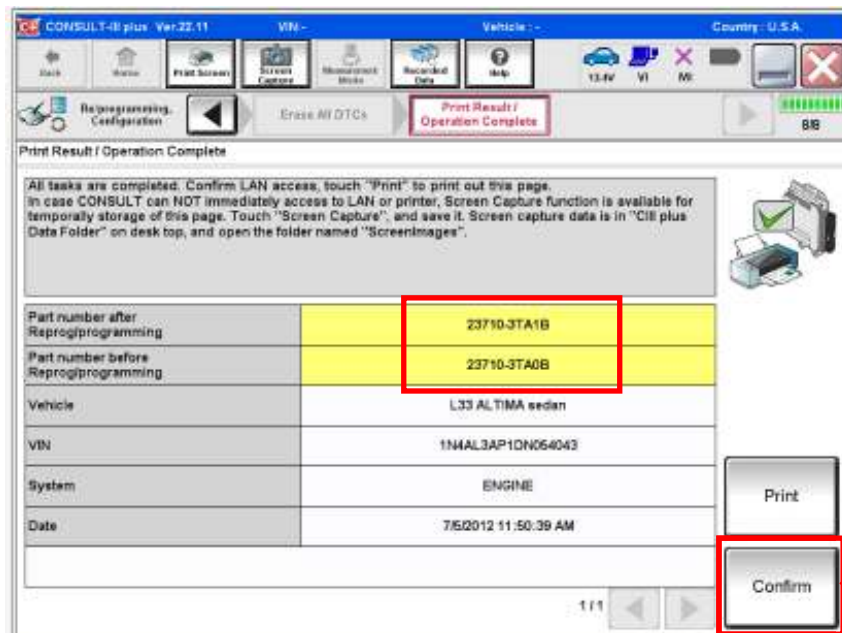 CONSULT-III plus Ver.22.11 VIN:- Vehicle : - Country : U.S.A.
Back Home Print Screen Screen Capture Measurement Mode Recorded Data Help 13.4V VI MI
Re/programming, Configuration Erase All DTCs Print Result / Operation Complete 8/8
Print Result / Operation Complete
All tasks are completed. Confirm LAN access, touch "Print" to print out this page.
In case CONSULT can NOT immediately access to LAN or printer, Screen Capture function is available for
temporally storage of this page. Touch "Screen Capture", and save it. Screen capture data is in "CIII plus
Data Folder" on desk top, and open the folder named "ScreenImages".
Part number after
Reprog/programming
23710-3TA1B
Part number before
Reprog/programming
23710-3TA0B
Vehicle L33 ALTIMA sedan
VIN 1N4AL3AP1DN054043
System ENGINE
Date 7/5/2012 11:50:39 AM
Print
Confirm
1/1